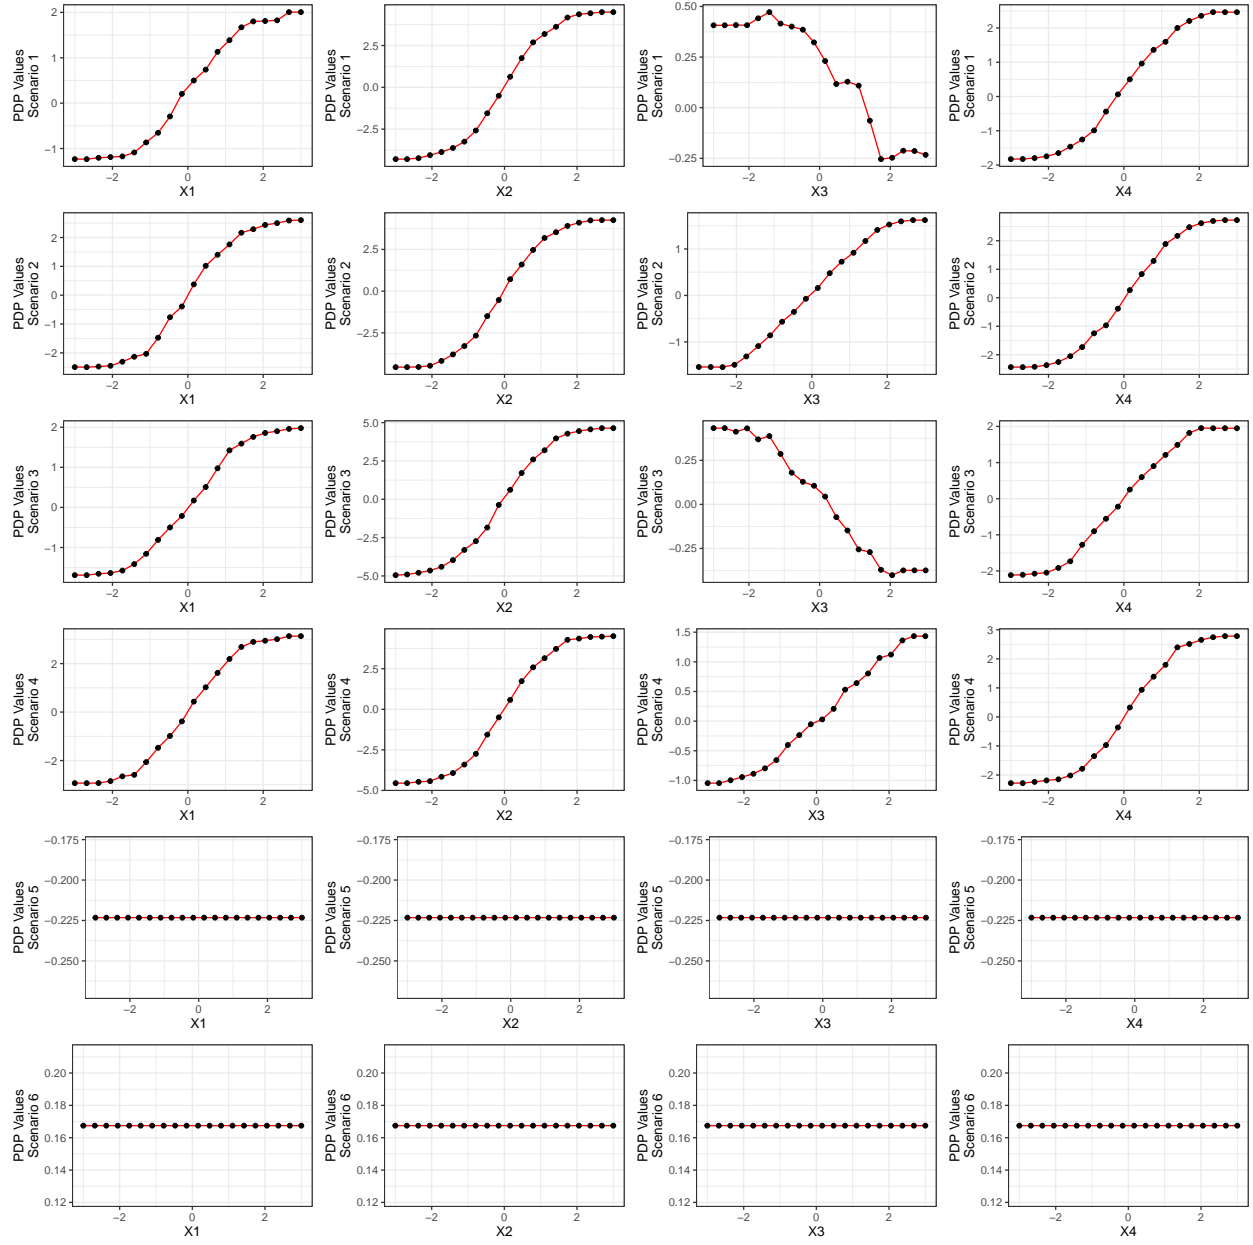 PDP Values
Scenario 1
2
1
0
−1
−2 0 2
X1
PDP Values
Scenario 1
2.5
0.0
−2.5
−2 0 2
X2
PDP Values
Scenario 1
0.50
0.25
0.00
−0.25
−2 0 2
X3
PDP Values
Scenario 1
2
1
0
−1
−2
−2 0 2
X4
PDP Values
Scenario 2
2
1
0
−1
−2
−2 0 2
X1
PDP Values
Scenario 2
2.5
0.0
−2.5
−2 0 2
X2
PDP Values
Scenario 2
1
0
−1
−2 0 2
X3
PDP Values
Scenario 2
2
1
0
−1
−2
−2 0 2
X4
PDP Values
Scenario 3
2
1
0
−1
−2 0 2
X1
PDP Values
Scenario 3
5.0
2.5
0.0
−2.5
−5.0
−2 0 2
X2
PDP Values
Scenario 3
0.25
0.00
−0.25
−2 0 2
X3
PDP Values
Scenario 3
2
1
0
−1
−2
−2 0 2
X4
PDP Values
Scenario 4
2
0
−2
−2 0 2
X1
PDP Values
Scenario 4
2.5
0.0
−2.5
−5.0
−2 0 2
X2
PDP Values
Scenario 4
1.5
1.0
0.5
0.0
−0.5
−1.0
−2 0 2
X3
PDP Values
Scenario 4
3
2
1
0
−1
−2
−2 0 2
X4
PDP Values
Scenario 5
−0.175
−0.200
−0.225
−0.250
−2 0 2
X1
PDP Values
Scenario 5
−0.175
−0.200
−0.225
−0.250
−2 0 2
X2
PDP Values
Scenario 5
−0.175
−0.200
−0.225
−0.250
−2 0 2
X3
PDP Values
Scenario 5
−0.175
−0.200
−0.225
−0.250
−2 0 2
X4
PDP Values
Scenario 6
0.20
0.18
0.16
0.14
0.12
−2 0 2
X1
PDP Values
Scenario 6
0.20
0.18
0.16
0.14
0.12
−2 0 2
X2
PDP Values
Scenario 6
0.20
0.18
0.16
0.14
0.12
−2 0 2
X3
PDP Values
Scenario 6
0.20
0.18
0.16
0.14
0.12
−2 0 2
X4